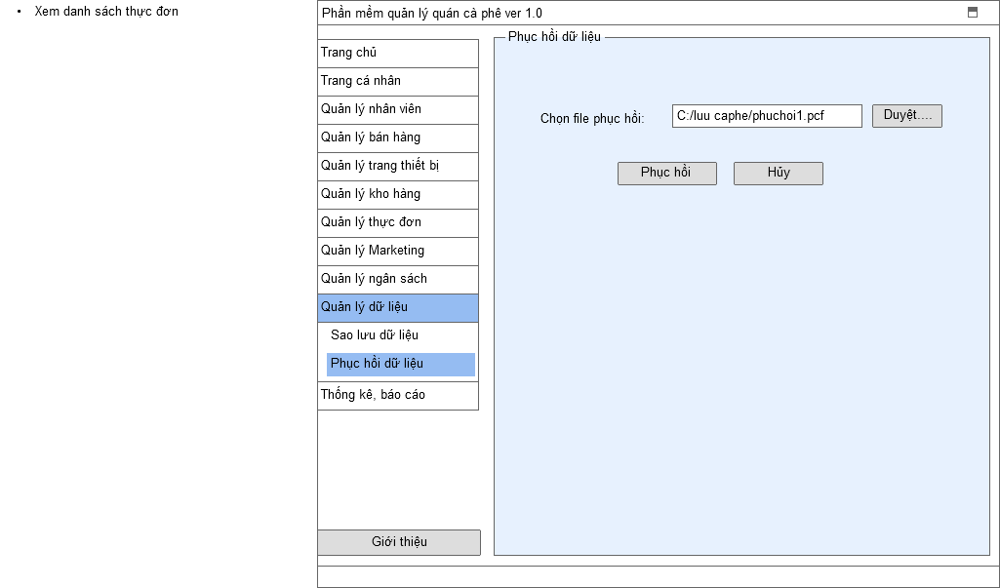 • Xem danh sách thực đơn
Phần mềm quản lý quán cà phê ver 1.0
Trang chủ
Trang cá nhân
Quản lý nhân viên
Quản lý bán hàng
Quản lý trang thiết bị
Quản lý kho hàng
Quản lý thực đơn
Quản lý Marketing
Quản lý ngân sách
Quản lý dữ liệu
Sao lưu dữ liệu
Phục hồi dữ liệu
Thống kê, báo cáo
Giới thiệu
Phục hồi dữ liệu
Chọn file phục hồi: C:/luu caphe/phuchoi1.pcf Duyệt....
Phục hồi Hủy